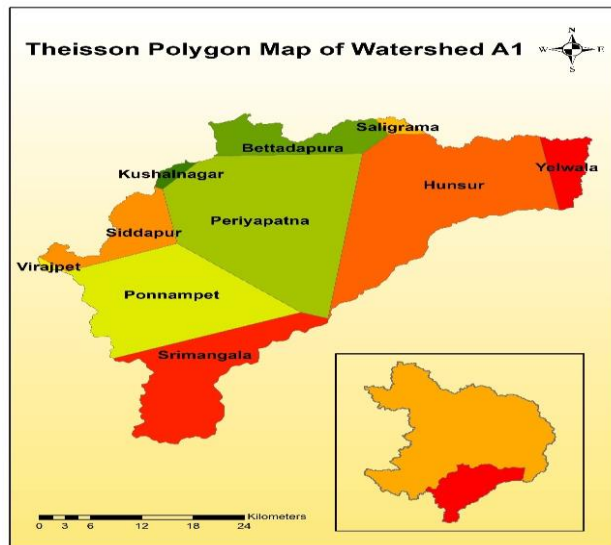 Theisson Polygon Map of Watershed A1
N
W E
S
Saligrama
Bettadapura
Yelwala
Kushalnagar
Hunsur
Periyapatna
Siddapur
Virajpet
Ponnampet
Srimangala
Kilometers
0 3 6 12 18 24